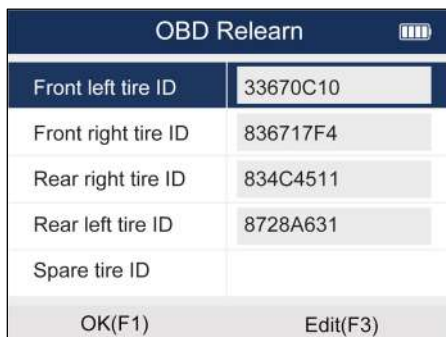 OBD Relearn
Front left tire ID 33670C10
Front right tire ID 836717F4
Rear right tire ID 834C4511
Rear left tire ID 8728A631
Spare tire ID
OK(F1) Edit(F3)